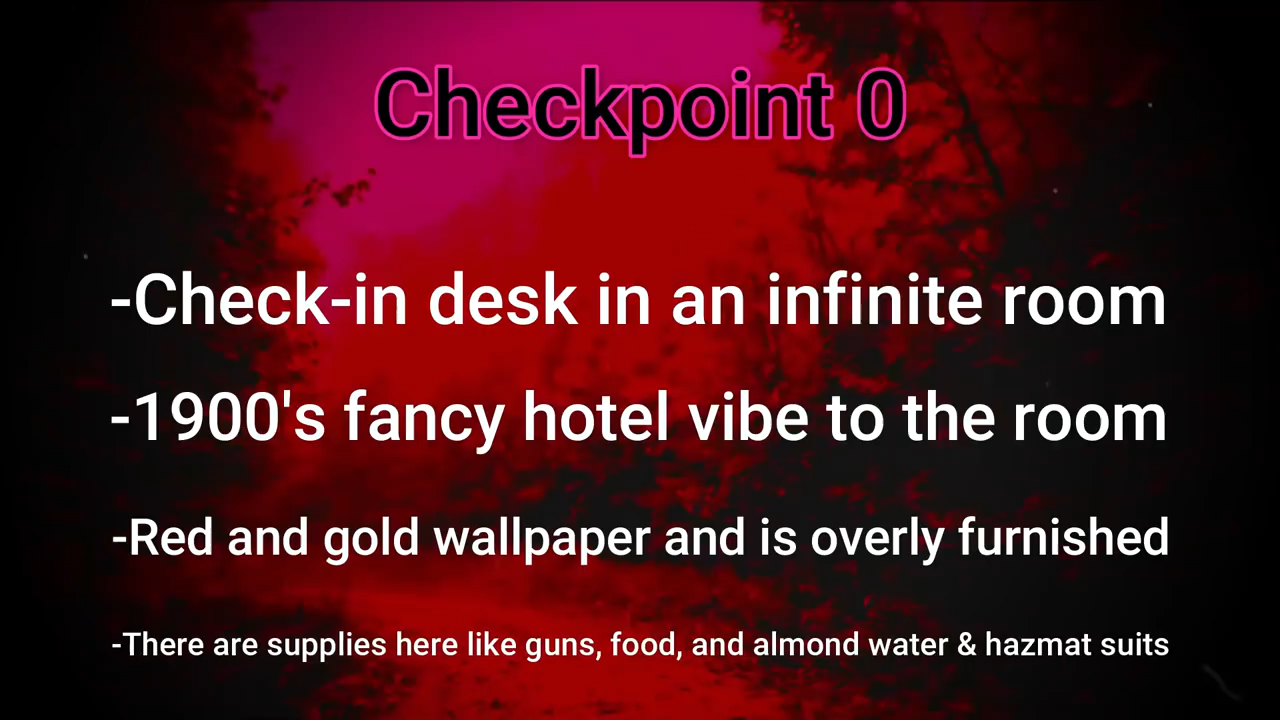 Checkpoint 0
-Check-in desk in an infinite room
-1900's fancy hotel vibe to the room
-Red and gold wallpaper and is overly furnished
-There are supplies here like guns, food, and almond water & hazmat suits